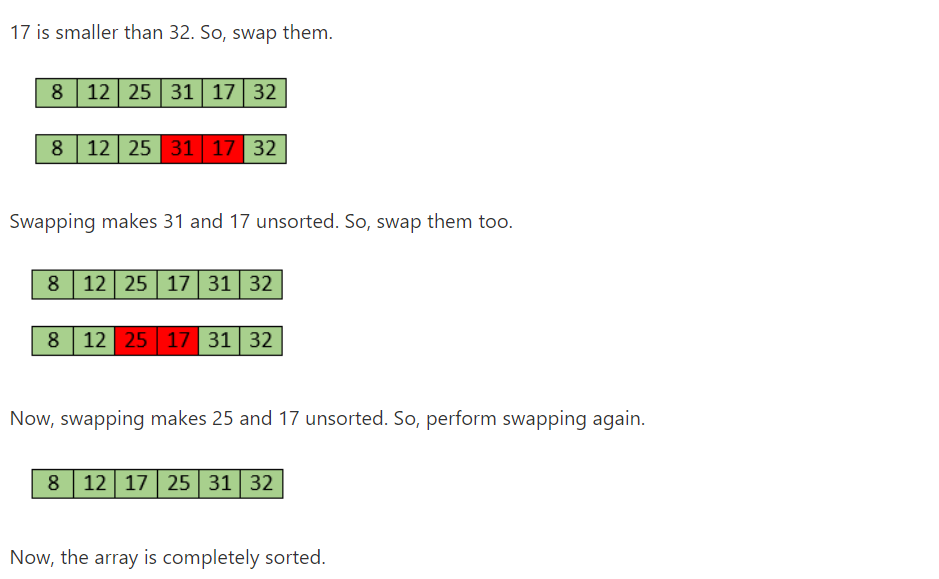 17 is smaller than 32. So, swap them.
8 12 25 31 17 32
8 12 25 31 17 32
Swapping makes 31 and 17 unsorted. So, swap them too.
8 12 25 17 31 32
8 12 25 17 31 32
Now, swapping makes 25 and 17 unsorted. So, perform swapping again.
8 12 17 25 31 32
Now, the array is completely sorted.